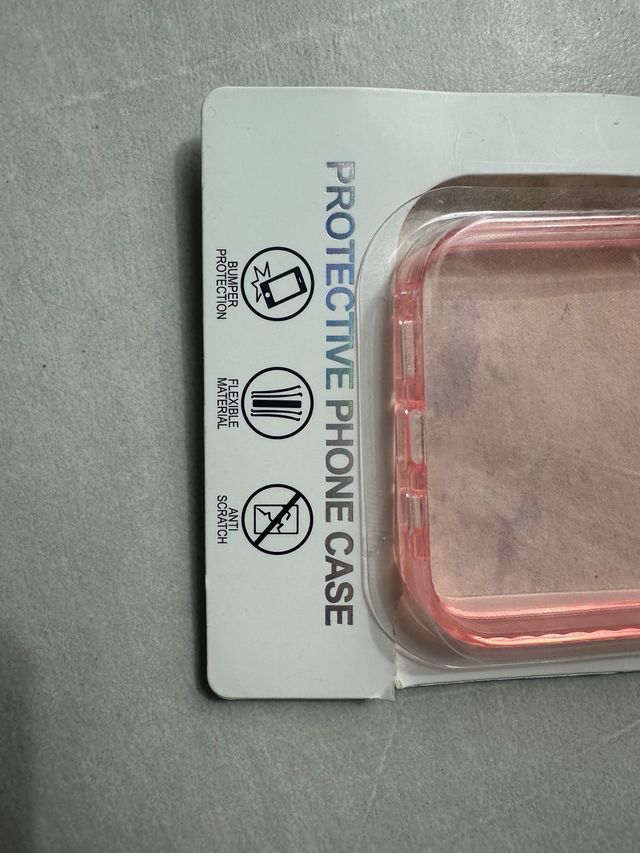 PROTECTIVE PHONE CASE
BUMPER
PROTECTION
FLEXIBLE
MATERIAL
ANTI
SCRATCH